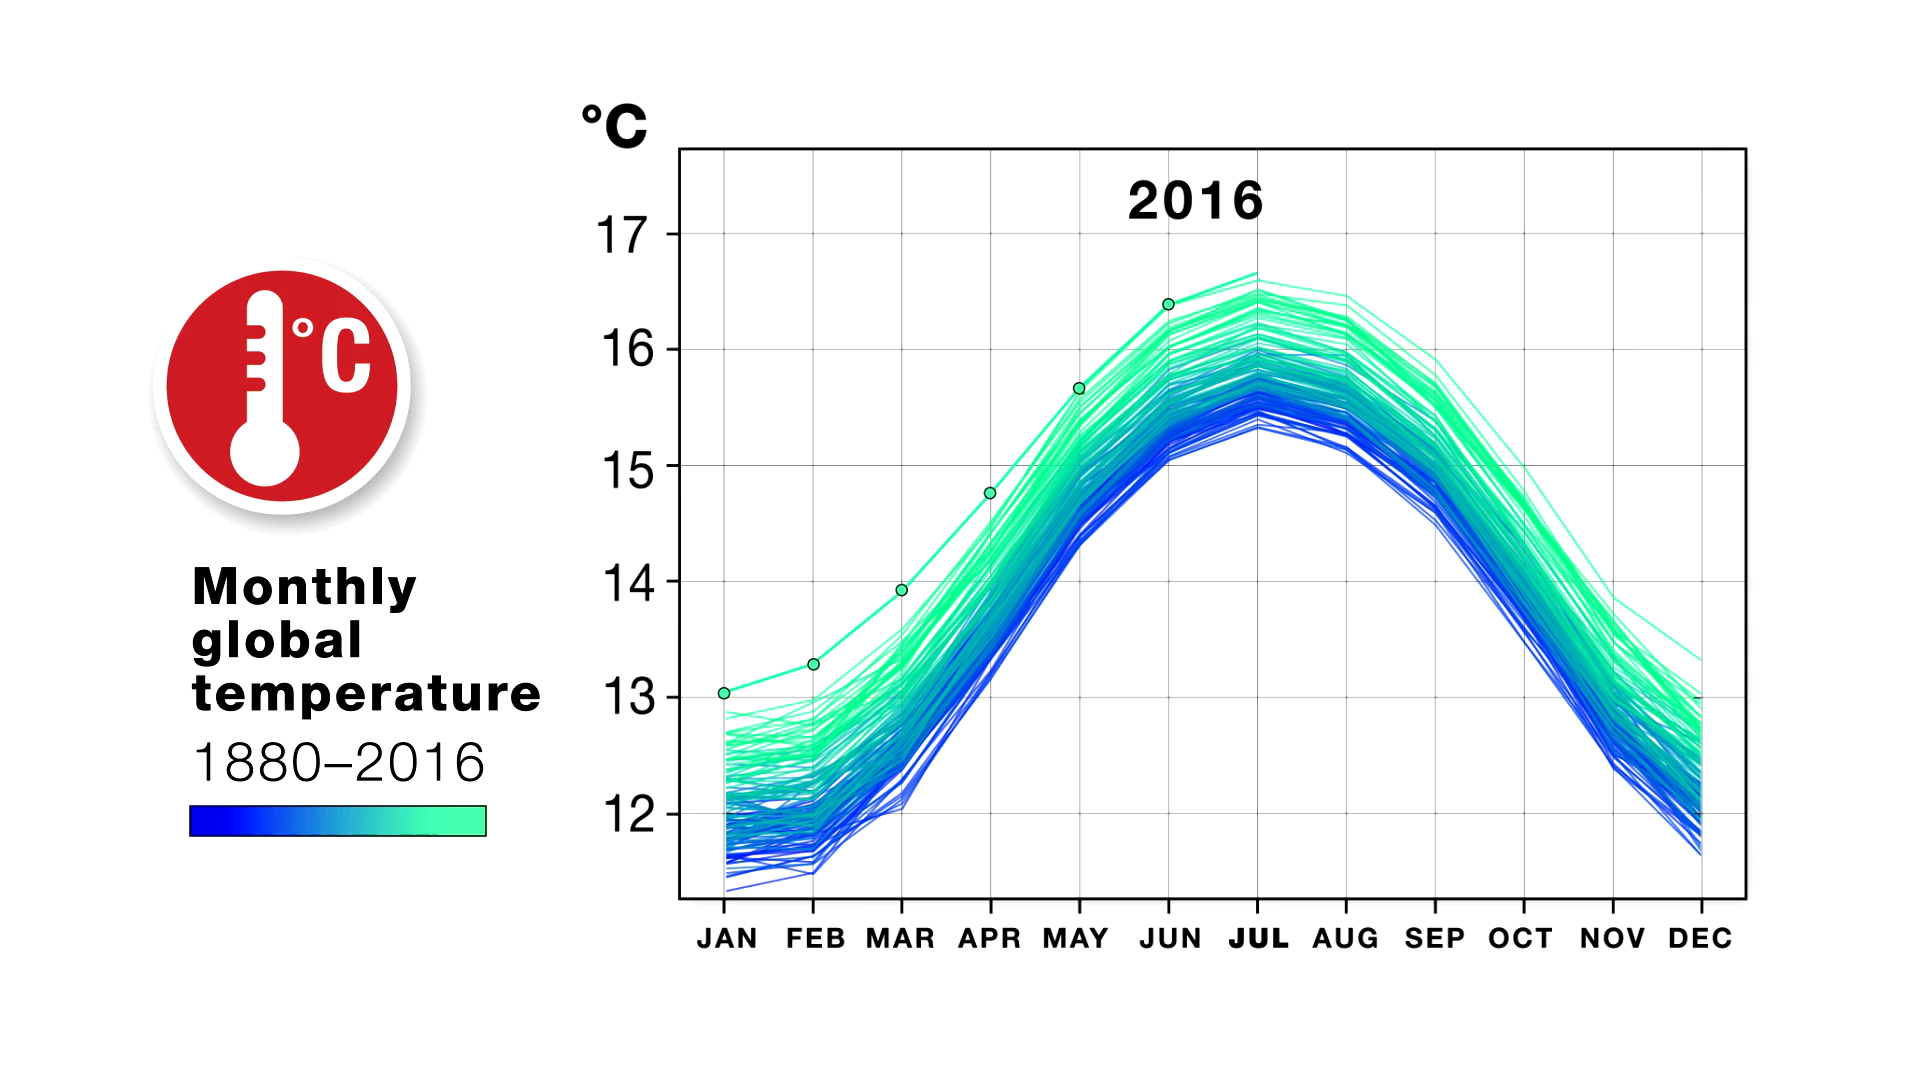 °C
Monthly
global
temperature
1880–2016
°C
2016
17
16
15
14
13
12
JAN FEB MAR APR MAY JUN JUL AUG SEP OCT NOV DEC